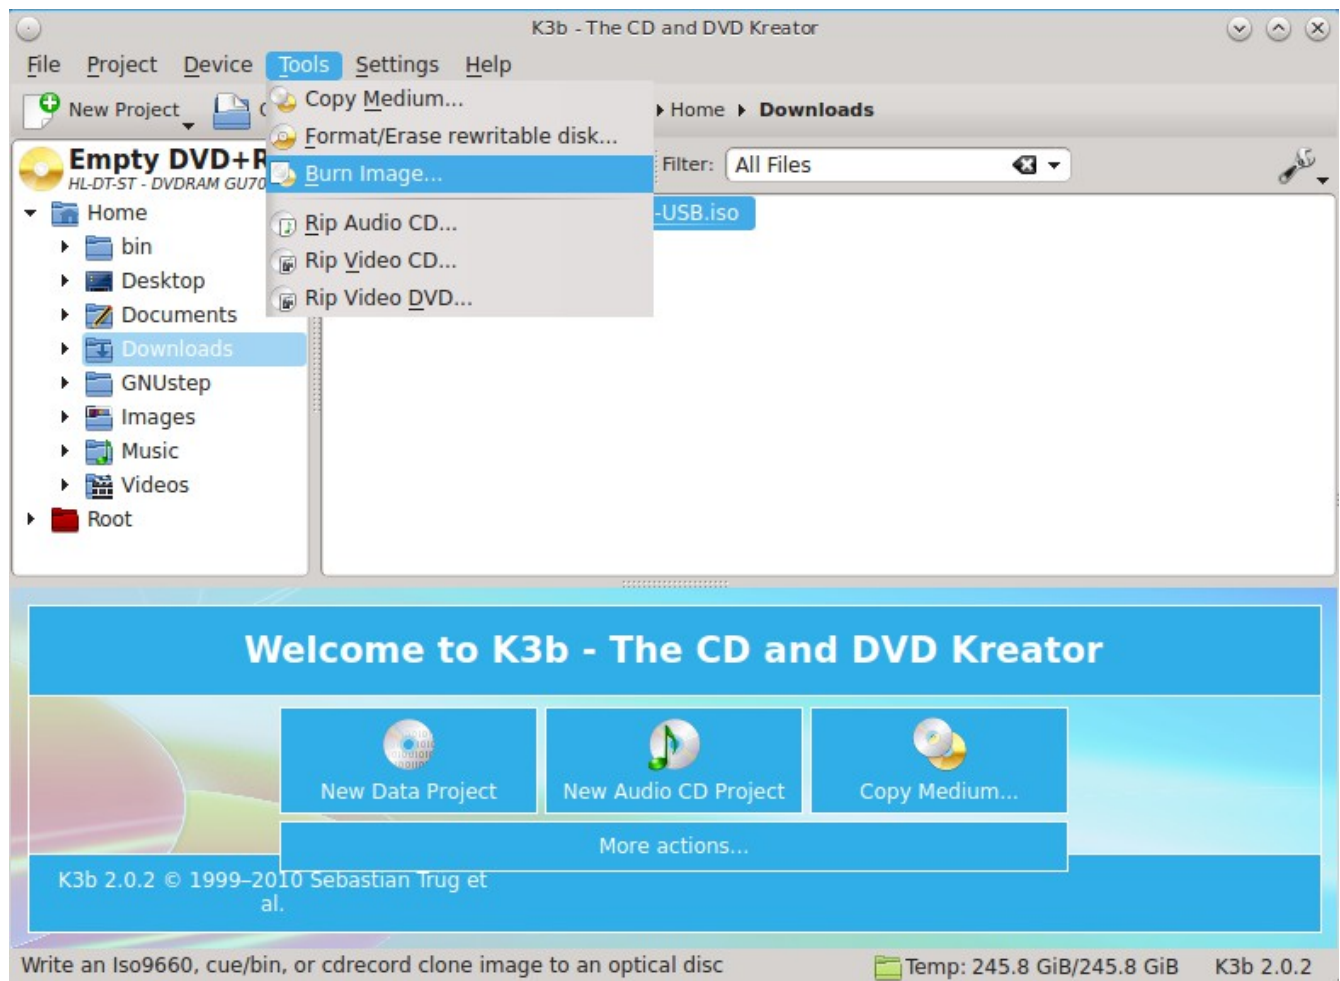 K3b - The CD and DVD Kreator
File Project Device Tools Settings Help
New Project
Home Downloads
Copy Medium...
Format/Erase rewritable disk...
Burn Image...
Rip Audio CD...
Rip Video CD...
Rip Video DVD...
Empty DVD+R
HL-DT-ST - DVDRAM GU70
Filter: All Files
Home
bin
Desktop
Documents
Downloads
GNUstep
Images
Music
Videos
Root
-USB.iso
Welcome to K3b - The CD and DVD Kreator
New Data Project New Audio CD Project Copy Medium...
More actions...
K3b 2.0.2 © 1999–2010 Sebastian Trug et
al.
Write an Iso9660, cue/bin, or cdrecord clone image to an optical disc Temp: 245.8 GiB/245.8 GiB K3b 2.0.2